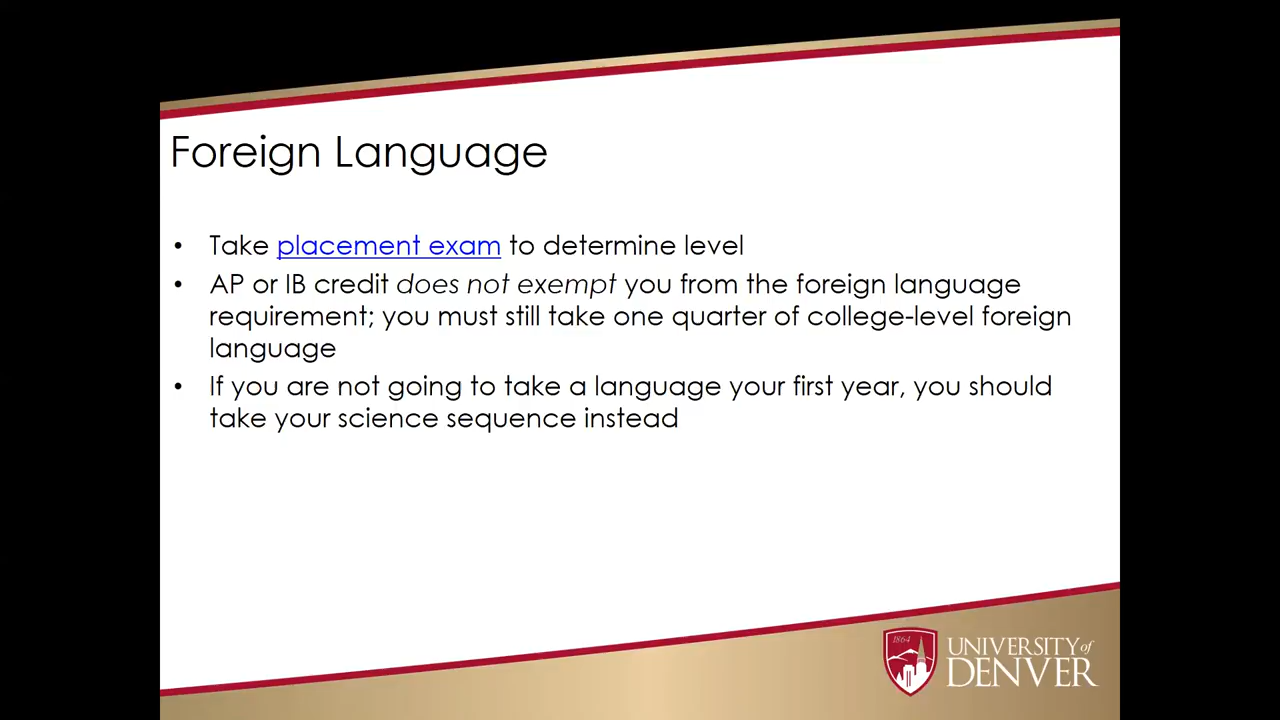 Foreign Language
• Take placement exam to determine level
• AP or IB credit does not exempt you from the foreign language
requirement; you must still take one quarter of college-level foreign
language
• If you are not going to take a language your first year, you should
take your science sequence instead
1864
UNIVERSITY of
DENVER